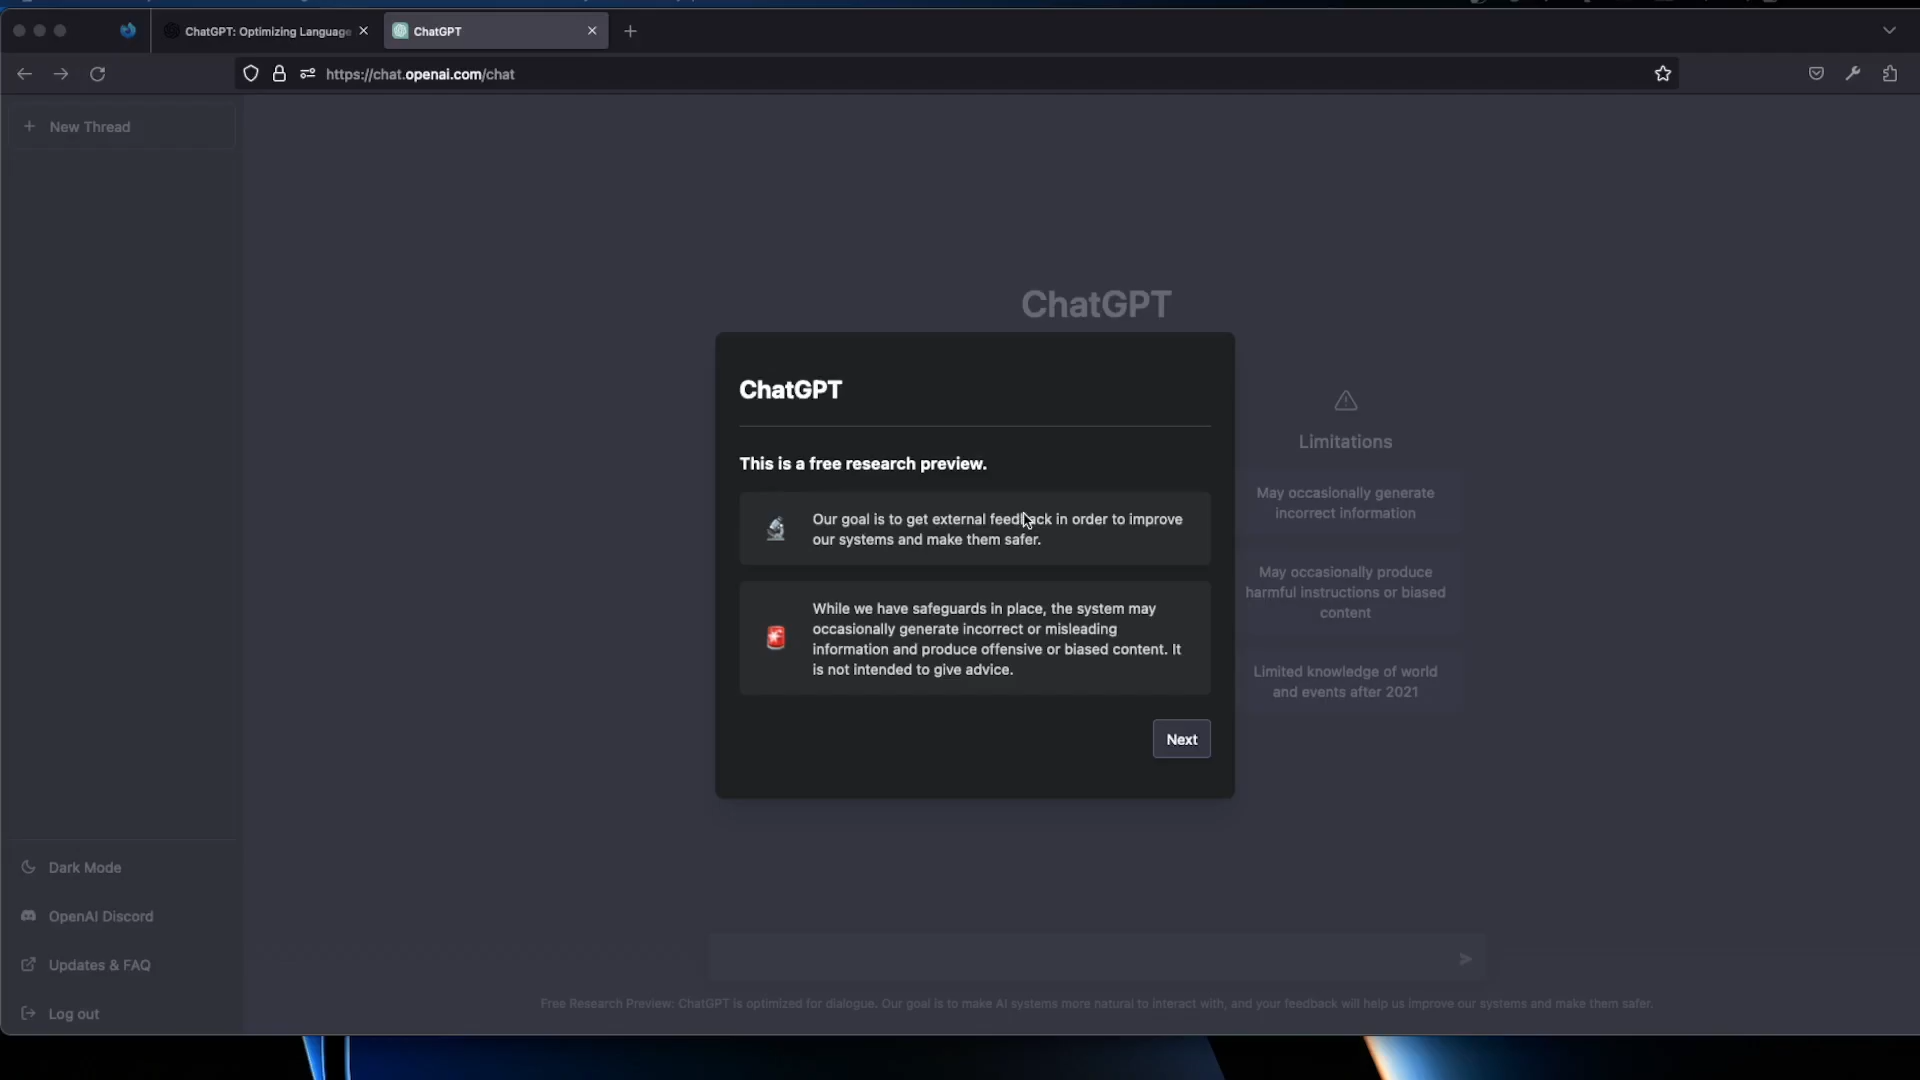 ChatGPT: Optimizing Language
ChatGPT
https://chat.openai.com/chat
New Thread
ChatGPT
ChatGPT
This is a free research preview.
Our goal is to get external feedback in order to improve
our systems and make them safer.
While we have safeguards in place, the system may
occasionally generate incorrect or misleading
information and produce offensive or biased content. It
is not intended to give advice.
Next
Limitations
May occasionally generate
incorrect information
May occasionally produce
harmful instructions or biased
content
Limited knowledge of world
and events after 2021
Dark Mode
OpenAI Discord
Updates & FAQ
Log out
Free Research Preview: ChatGPT is optimized for dialogue. Our goal is to make AI systems more natural to interact with, and your feedback will help us improve our systems and make them safer.